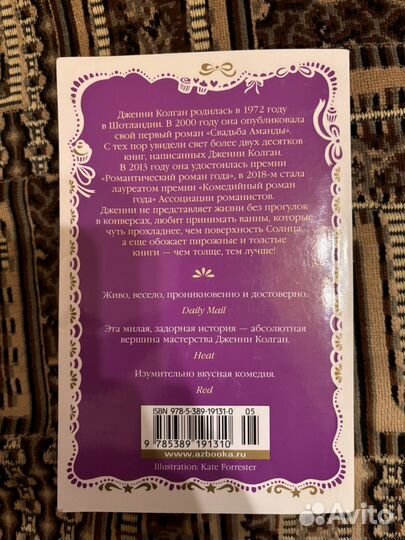 Дженни Колган родилась в 1972 году
в Шотландии. В 2000 году она опубликовала
свой первый роман «Свадьба Аманды».
С тех пор увидели свет более двух десятков
книг, написанных Дженни Колган.
В 2013 году она удостоилась премии
«Романтический роман года», в 2018-м стала
лауреатом премии «Комедийный роман
года» Ассоциации романистов.
Дженни не представляет жизни без прогулок
в конверсах, любит принимать ванны, которые
чуть прохладнее, чем поверхность Солнца,
а еще обожает пирожные и толстые
книги — чем толще, тем лучше!
Живо, весело, проникновенно и достоверно.
Daily Mail
Эта милая, задорная история — абсолютная
вершина мастерства Дженни Колган.
Heat
Изумительно вкусная комедия.
Red
ISBN 978-5-389-19131-0 05
9 785389 191310
www.azbooka.ru
Illustration: Kate Forrester
Avito